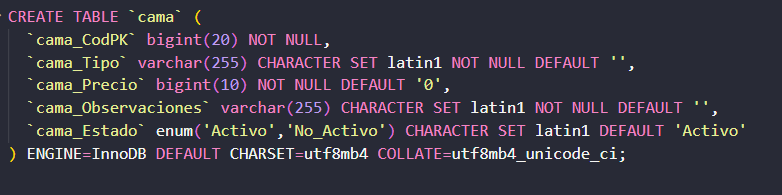 CREATE TABLE `cama` (
`cama_CodPK` bigint(20) NOT NULL,
`cama_Tipo` varchar(255) CHARACTER SET latin1 NOT NULL DEFAULT '',
`cama_Precio` bigint(10) NOT NULL DEFAULT '0',
`cama_Observaciones` varchar(255) CHARACTER SET latin1 NOT NULL DEFAULT '',
`cama_Estado` enum('Activo','No_Activo') CHARACTER SET latin1 DEFAULT 'Activo'
) ENGINE=InnoDB DEFAULT CHARSET=utf8mb4 COLLATE=utf8mb4_unicode_ci;